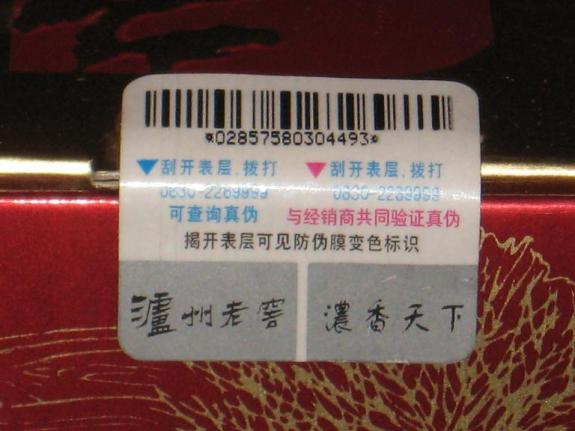 *02857580304493*
刮开表层，拨打 刮开表层，拨打
0830-2289999 0830-2289999
可查询真伪 与经销商共同验证真伪
揭开表层可见防伪膜变色标识
瀘州老窖 濃香天下